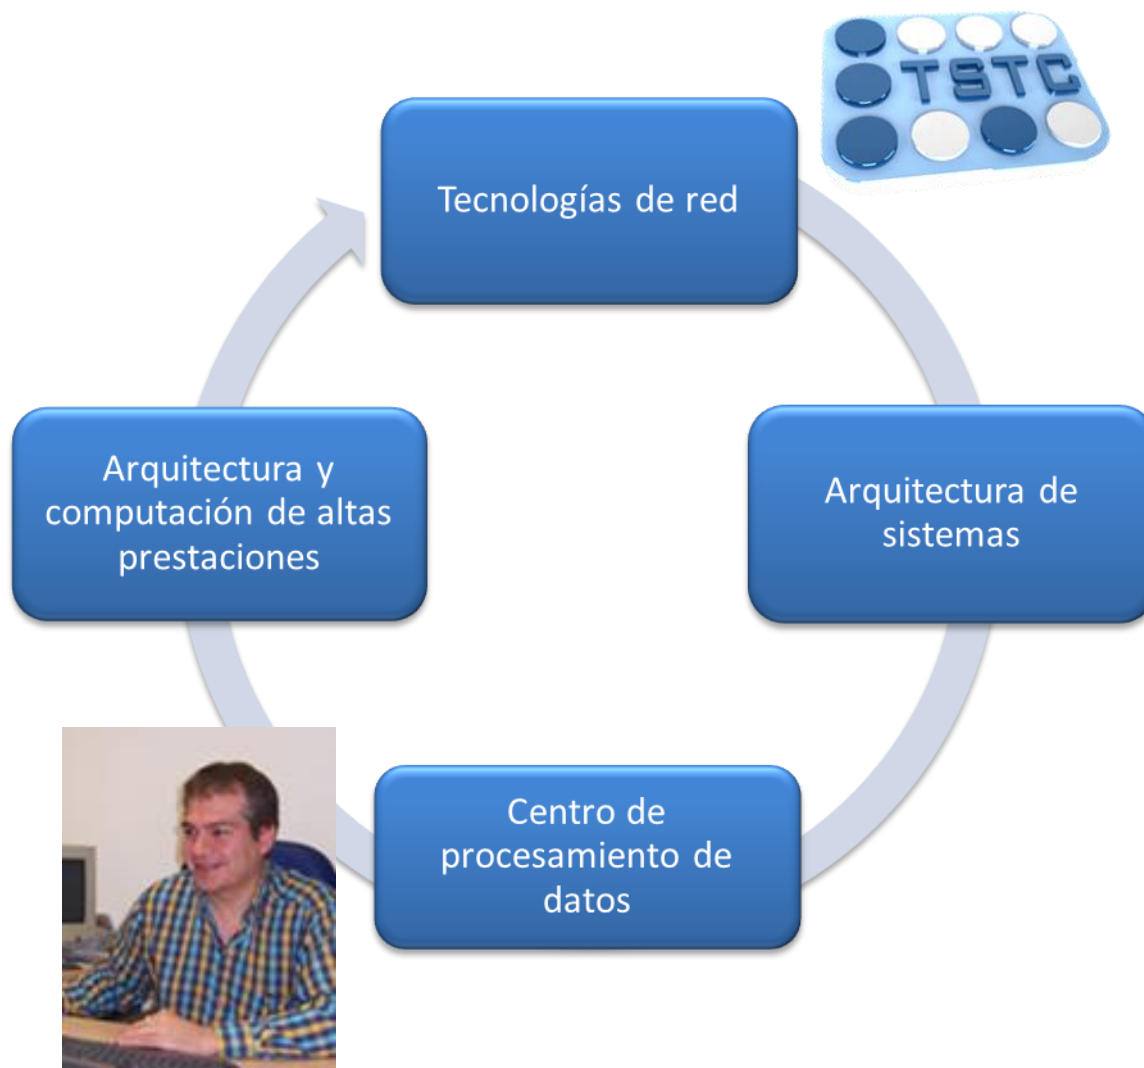 TSTC
Tecnologías de red
Arquitectura y
computación de altas
prestaciones
Arquitectura de
sistemas
Centro de
procesamiento de
datos